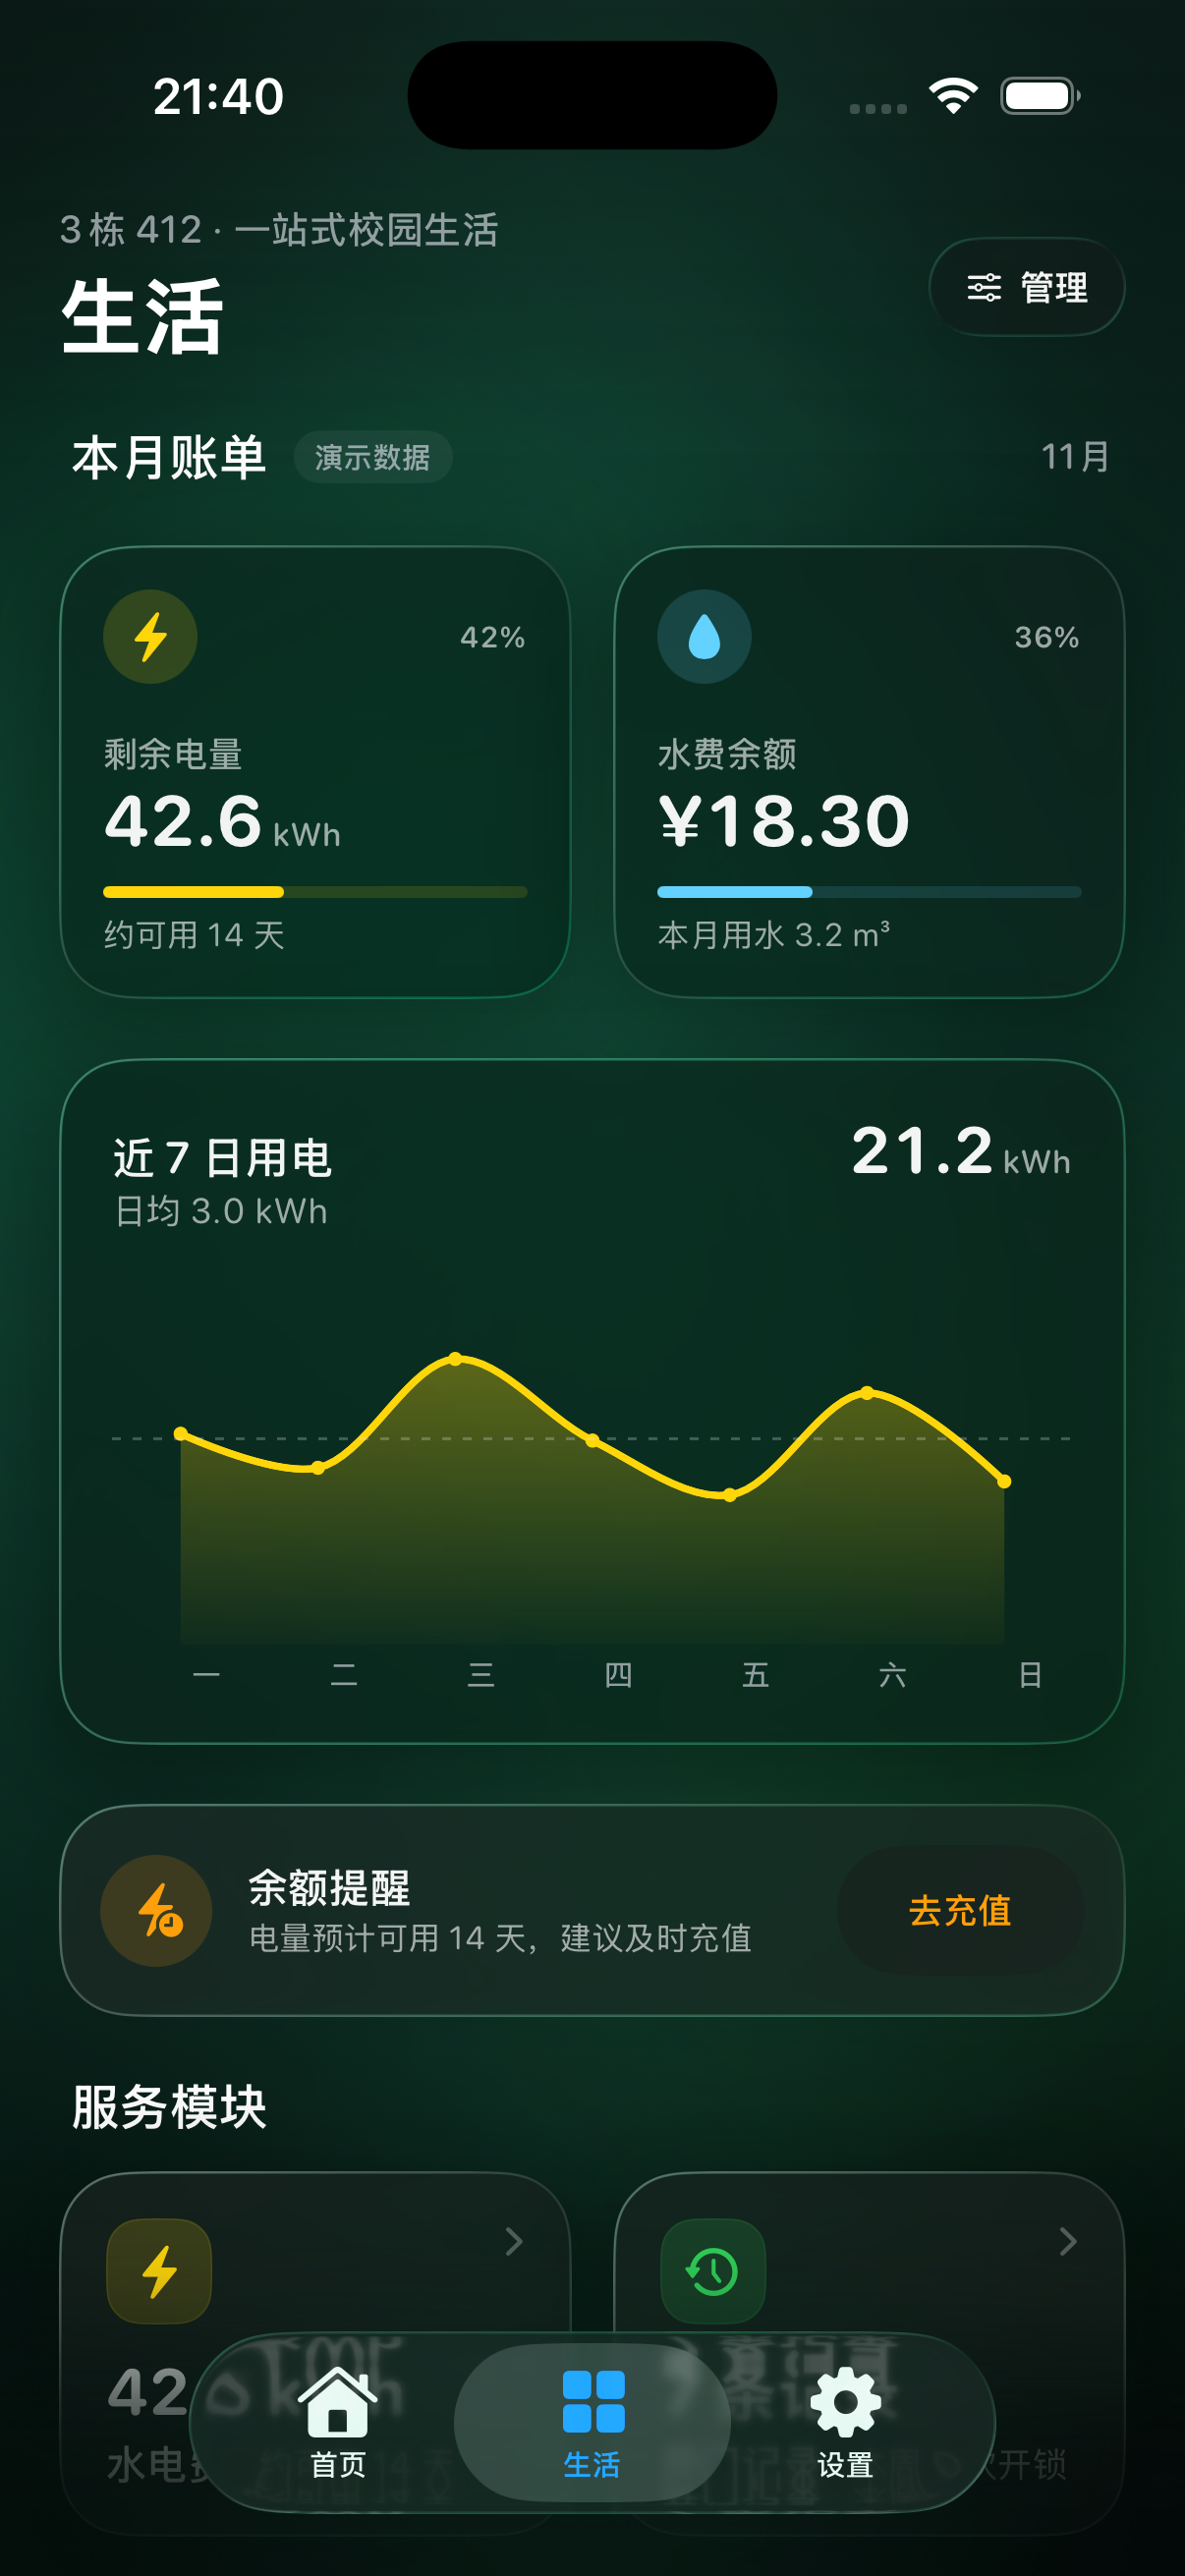 21:40
3 栋 412 · 一站式校园生活
生活
管理
本月账单
演示数据
11月
42%
剩余电量
42.6 kWh
约可用 14 天
36%
水费余额
¥18.30
本月用水 3.2 m³
近 7 日用电
日均 3.0 kWh
21.2 kWh
一 二 三 四 五 六 日
余额提醒
电量预计可用 14 天，建议及时充值
去充值
服务模块
42
水电
开锁
首页
生活
设置